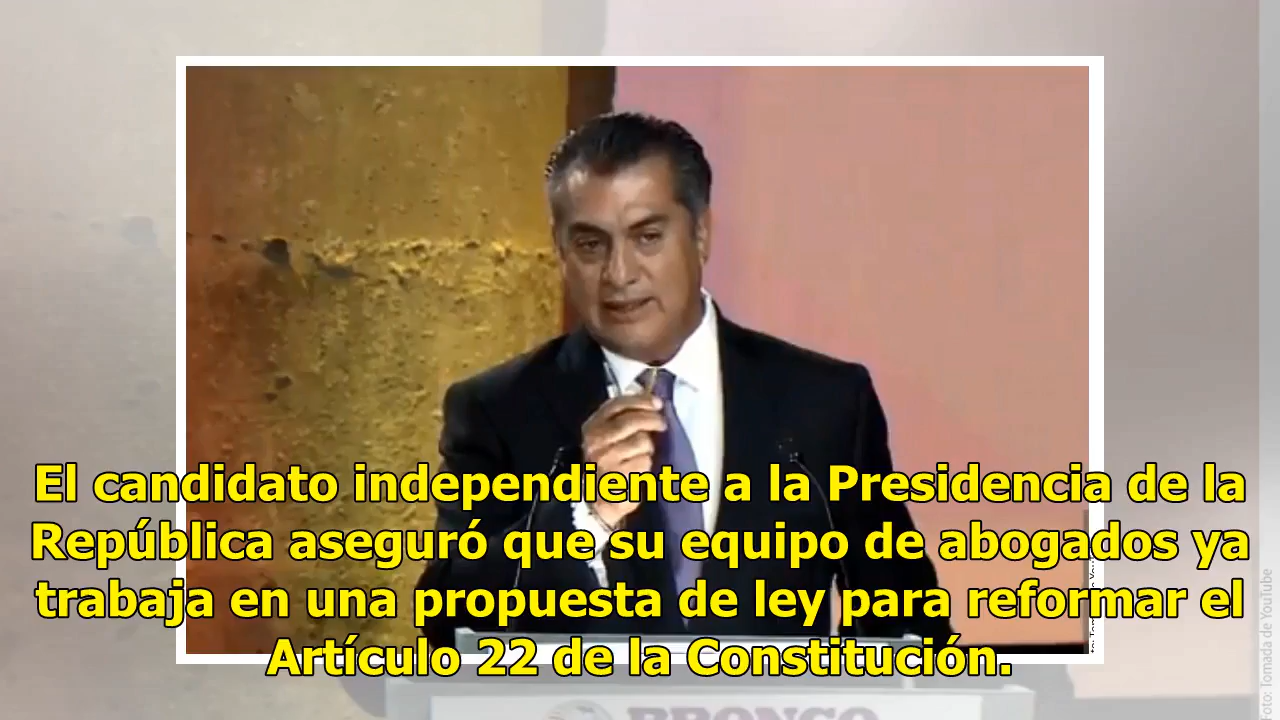 El candidato independiente a la Presidencia de la
República aseguró que su equipo de abogados ya
trabaja en una propuesta de ley para reformar el
Artículo 22 de la Constitución.
BRONCO
Foto: Tomada de YouTube